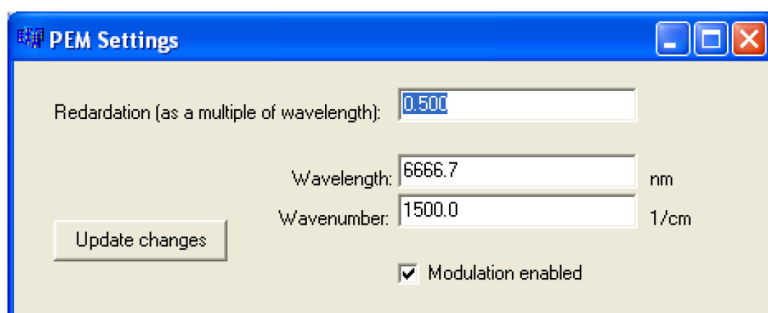 PEM Settings
Redardation (as a multiple of wavelength): 0.500
Wavelength: 6666.7 nm
Wavenumber: 1500.0 1/cm
Update changes
Modulation enabled